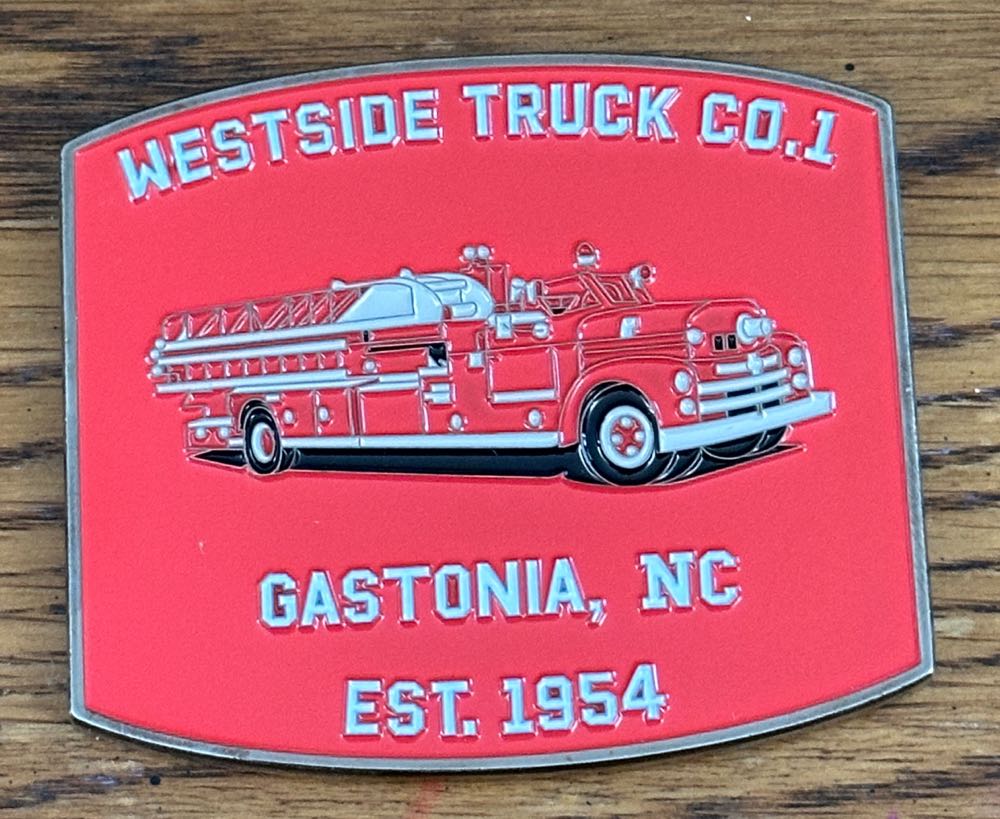 WESTSIDE TRUCK CO.1
GASTONIA, NC
EST. 1954